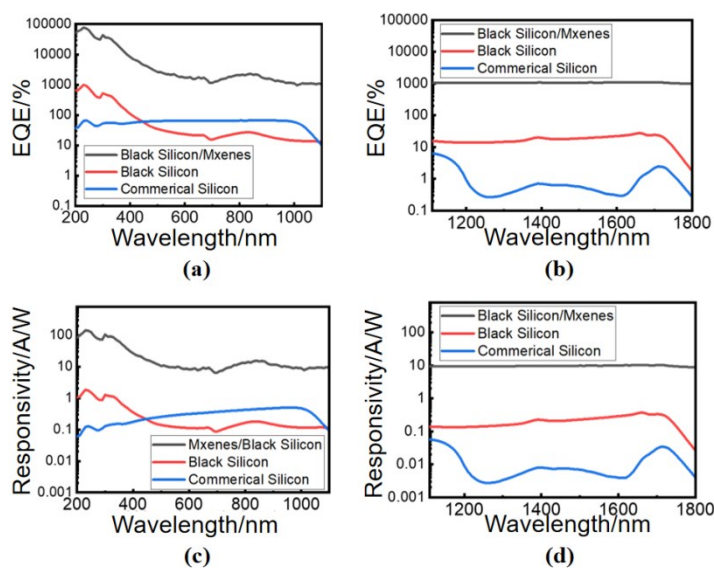 100000
10000
1000
100
10
1
0.1
EQE/%
Black Silicon/Mxenes
Black Silicon
Commerical Silicon
200 400 600 800 1000
Wavelength/nm
(a)
100000
10000
1000
100
10
1
0.1
EQE/%
Black Silicon/Mxenes
Black Silicon
Commerical Silicon
1200 1400 1600 1800
Wavelength/nm
(b)
100
10
1
0.1
0.01
0.001
Responsivity/A/W
Mxenes/Black Silicon
Black Silicon
Commerical Silicon
200 400 600 800 1000
Wavelength/nm
(c)
100
10
1
0.1
0.01
0.001
Responsivity/A/W
Black Silicon/Mxenes
Black Silicon
Commerical Silicon
1200 1400 1600 1800
Wavelength/nm
(d)